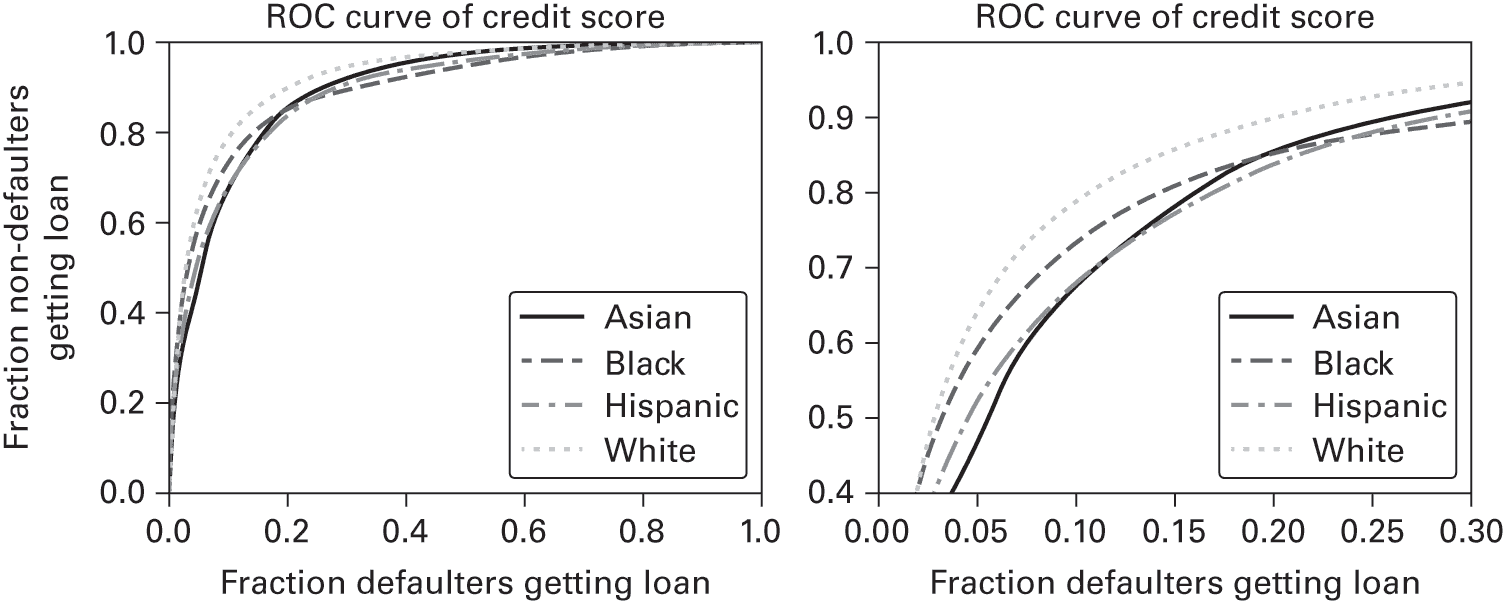 ROC curve of credit score
Fraction non-defaulters
getting loan
1.0
0.8
0.6
0.4
0.2
0.0
0.0 0.2 0.4 0.6 0.8 1.0
Fraction defaulters getting loan
Asian
Black
Hispanic
White
ROC curve of credit score
1.0
0.9
0.8
0.7
0.6
0.5
0.4
0.00 0.05 0.10 0.15 0.20 0.25 0.30
Fraction defaulters getting loan
Asian
Black
Hispanic
White